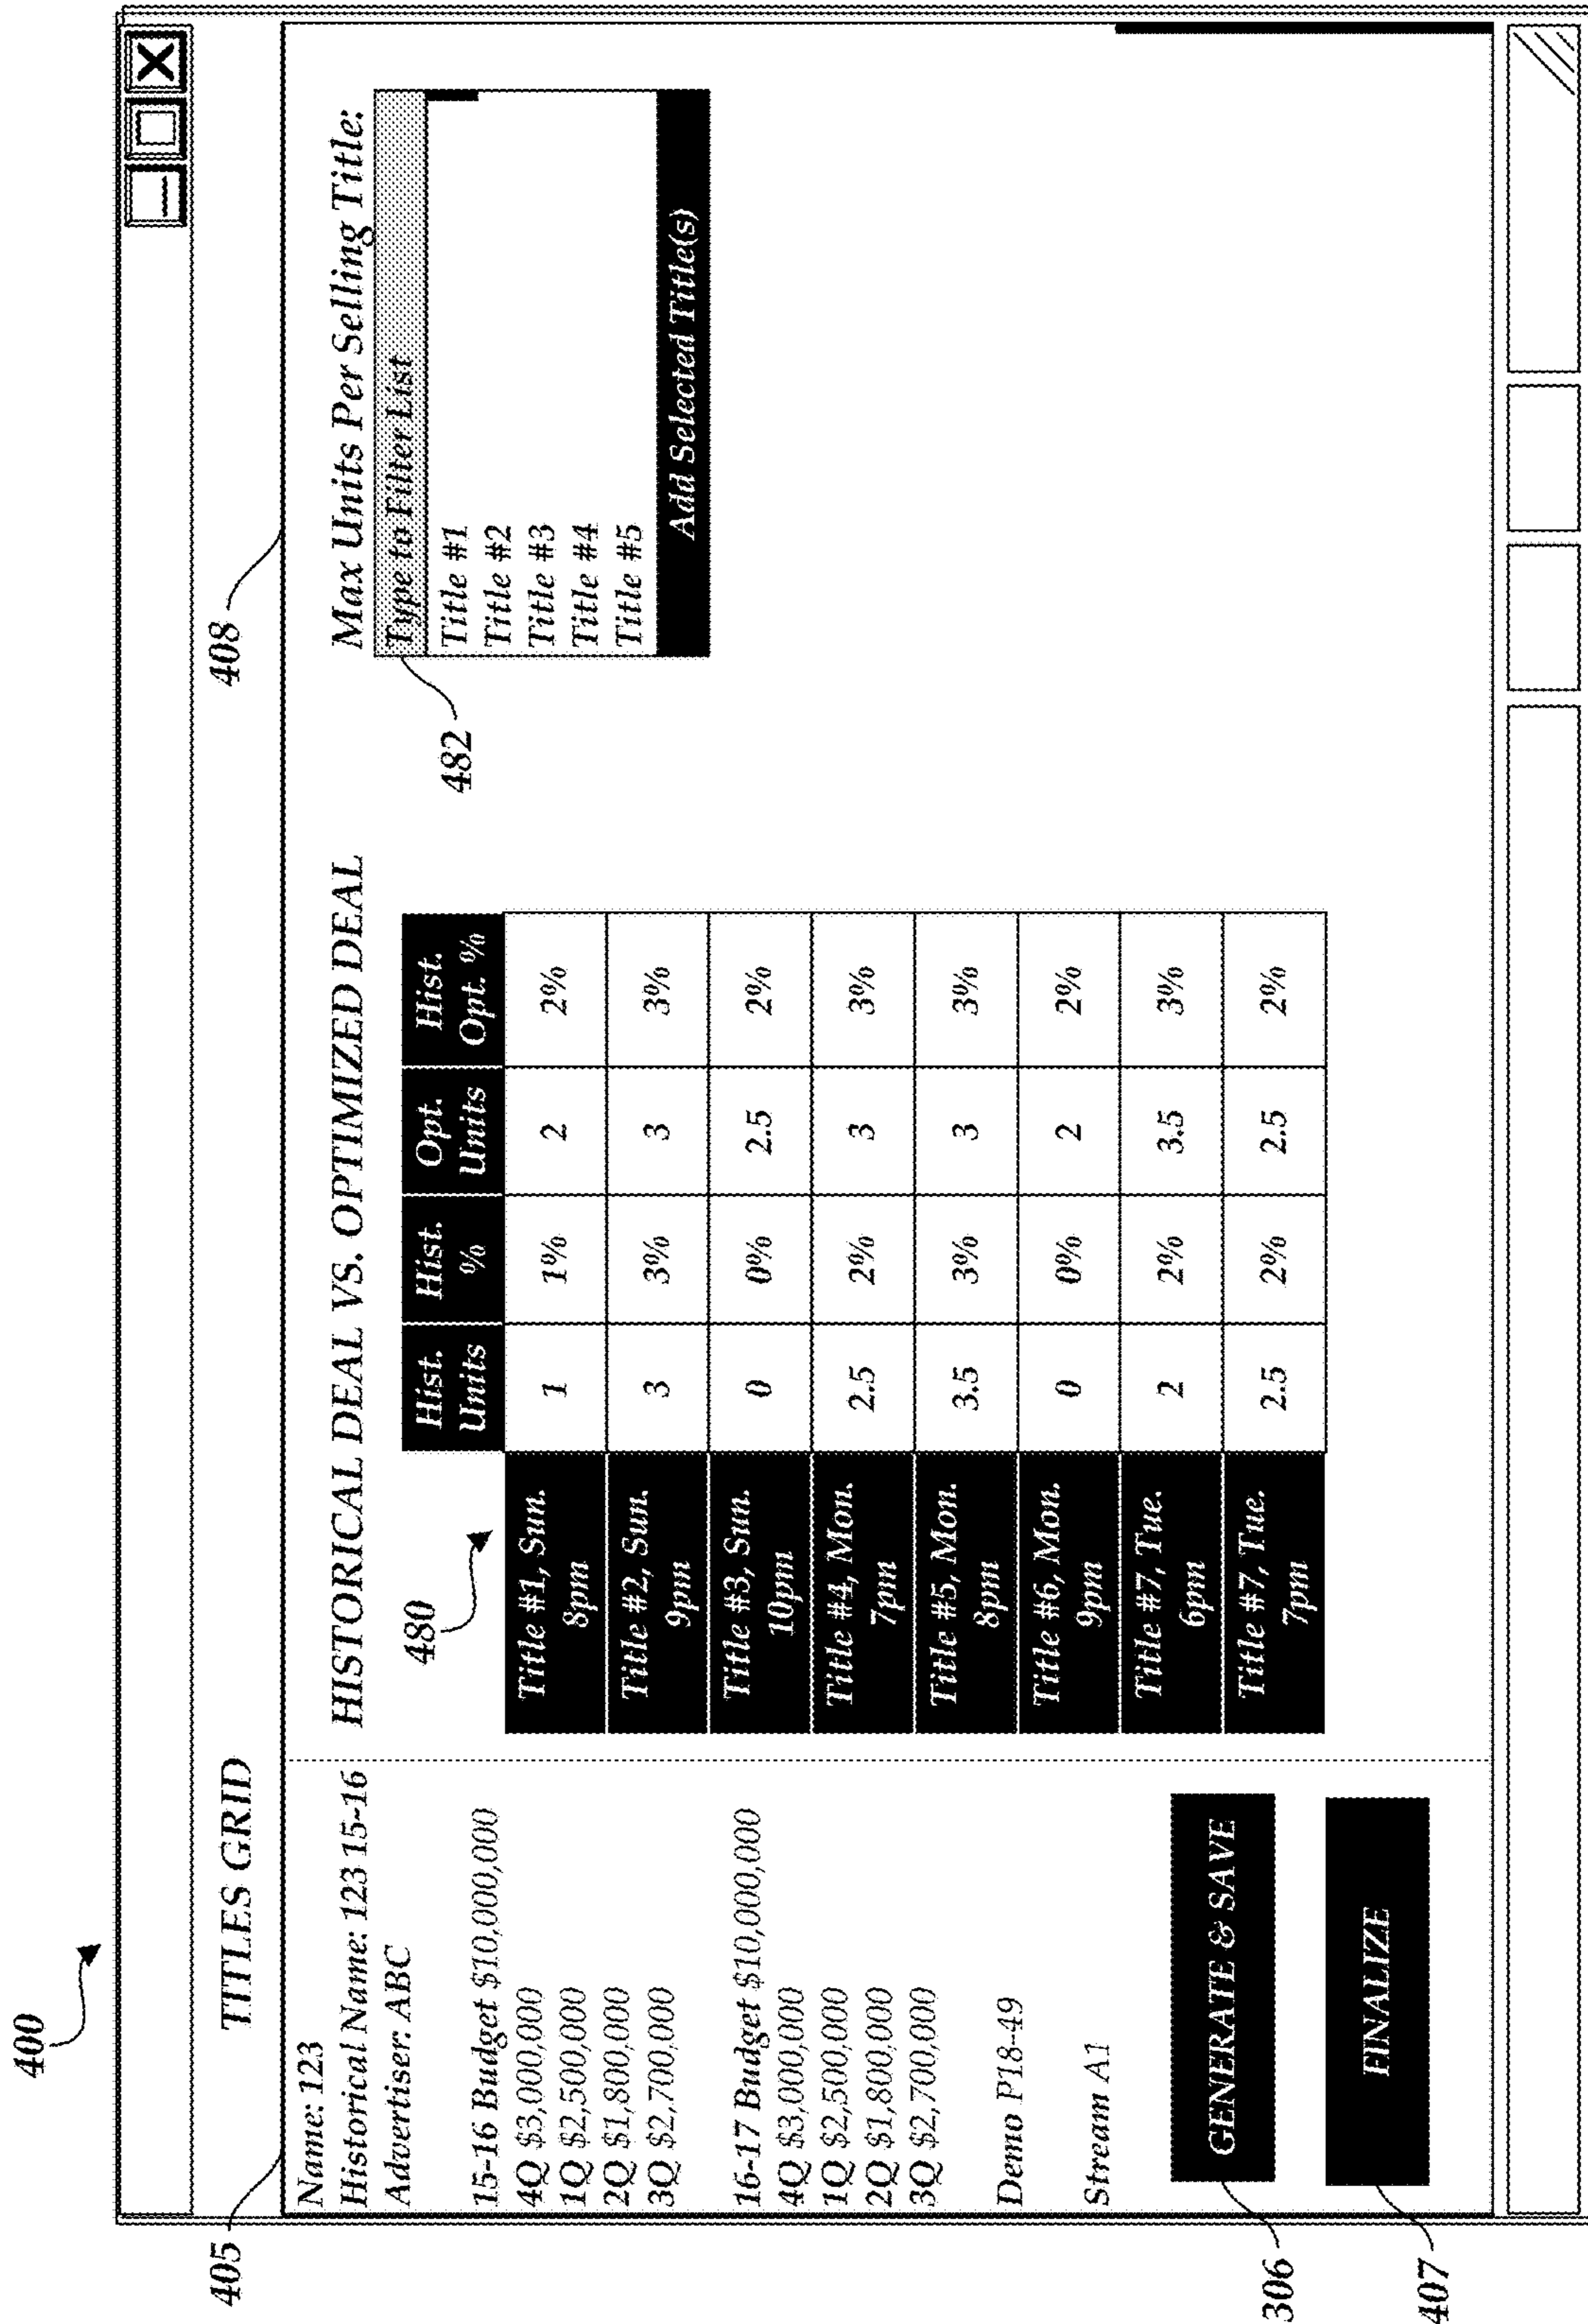 400
TITLES GRID
405
408
Name: 123
Historical Name: 123 15-16
Advertiser: ABC
15-16 Budget $10,000,000
4Q $3,000,000
1Q $2,500,000
2Q $1,800,000
3Q $2,700,000
16-17 Budget $10,000,000
4Q $3,000,000
1Q $2,500,000
2Q $1,800,000
3Q $2,700,000
Demo P18-49
Stream A1
GENERATE & SAVE
306
FINALIZE
407
HISTORICAL DEAL VS. OPTIMIZED DEAL
480
Hist. Units Hist. % Opt. Units Hist. Opt. %
Title #1, Sun. 8pm 1 1% 2 2%
Title #2, Sun. 9pm 3 3% 3 3%
Title #3, Sun. 10pm 0 0% 2.5 2%
Title #4, Mon. 7pm 2.5 2% 3 3%
Title #5, Mon. 8pm 3.5 3% 3 3%
Title #6, Mon. 9pm 0 0% 2 2%
Title #7, Tue. 6pm 2 2% 3.5 3%
Title #7, Tue. 7pm 2.5 2% 2.5 2%
Max Units Per Selling Title:
482
Type to Filter List
Title #1
Title #2
Title #3
Title #4
Title #5
Add Selected Title(s)